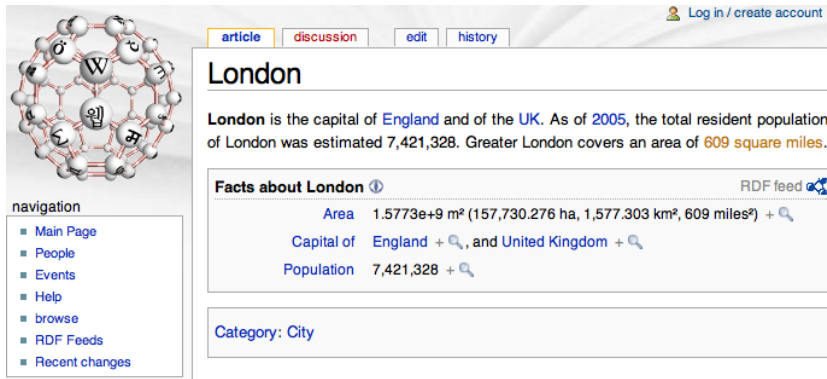 Log in / create account
article discussion edit history
London
London is the capital of England and of the UK. As of 2005, the total resident population
of London was estimated 7,421,328. Greater London covers an area of 609 square miles.
Facts about London RDF feed
Area 1.5773e+9 m² (157,730.276 ha, 1,577.303 km², 609 miles²) +
Capital of England + , and United Kingdom +
Population 7,421,328 +
Category: City
W
navigation
Main Page
People
Events
Help
browse
RDF Feeds
Recent changes